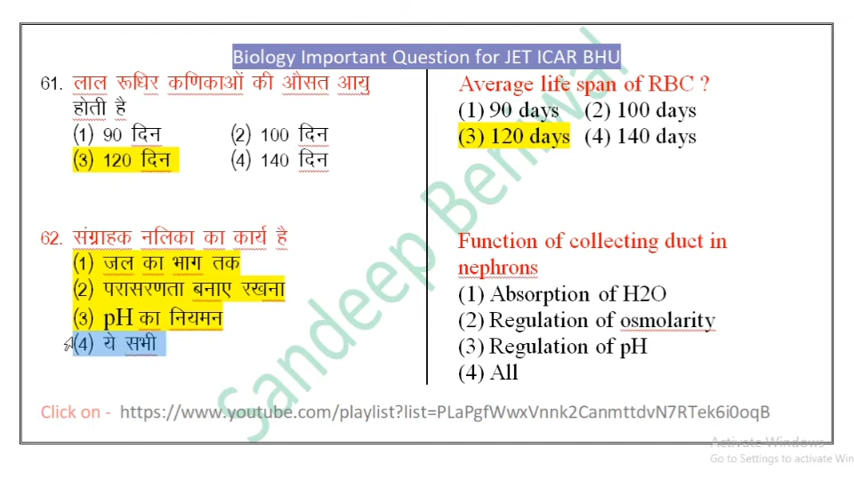 Biology Important Question for JET ICAR BHU
61. लाल रूधिर कणिकाओं की औसत आयु
होती है
(1) 90 दिन (2) 100 दिन
(3) 120 दिन (4) 140 दिन
62. संग्राहक नलिका का कार्य है
(1) जल का भाग तक
(2) परासरणता बनाए रखना
(3) pH का नियमन
(4) ये सभी
Average life span of RBC ?
(1) 90 days (2) 100 days
(3) 120 days (4) 140 days
Function of collecting duct in
nephrons
(1) Absorption of H2O
(2) Regulation of osmolarity
(3) Regulation of pH
(4) All
Sandeep Beniwal
Click on - https://www.youtube.com/playlist?list=PLaPgfWwxVnnk2CanmttdvN7RTek6i0oqB
Activate Windows
Go to Settings to activate Win